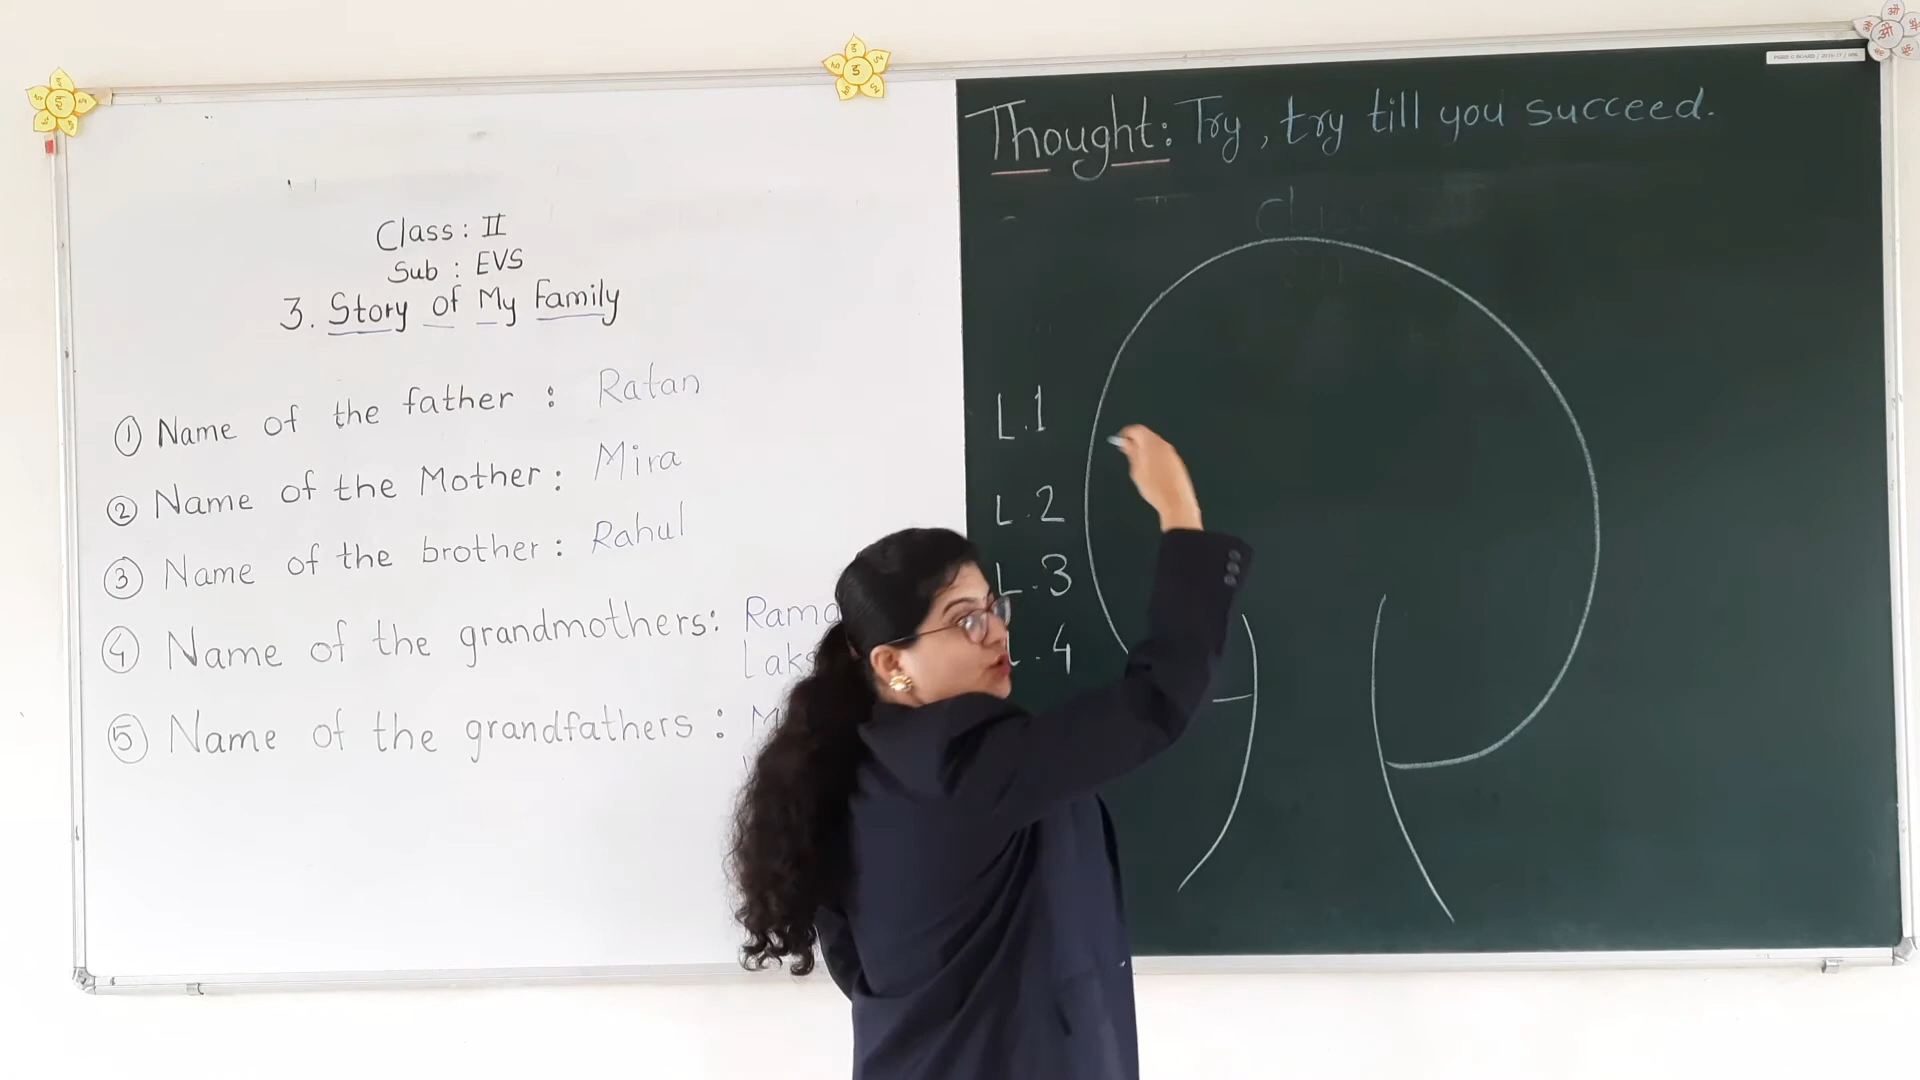 Class : II
Sub : EVS
3. Story of My Family
① Name of the father : Ratan
② Name of the Mother : Mira
③ Name of the brother : Rahul
④ Name of the grandmothers:
⑤ Name of the grandfathers :
Thought: Try, try till you succeed.
L.1
L.2
L.3
L.4